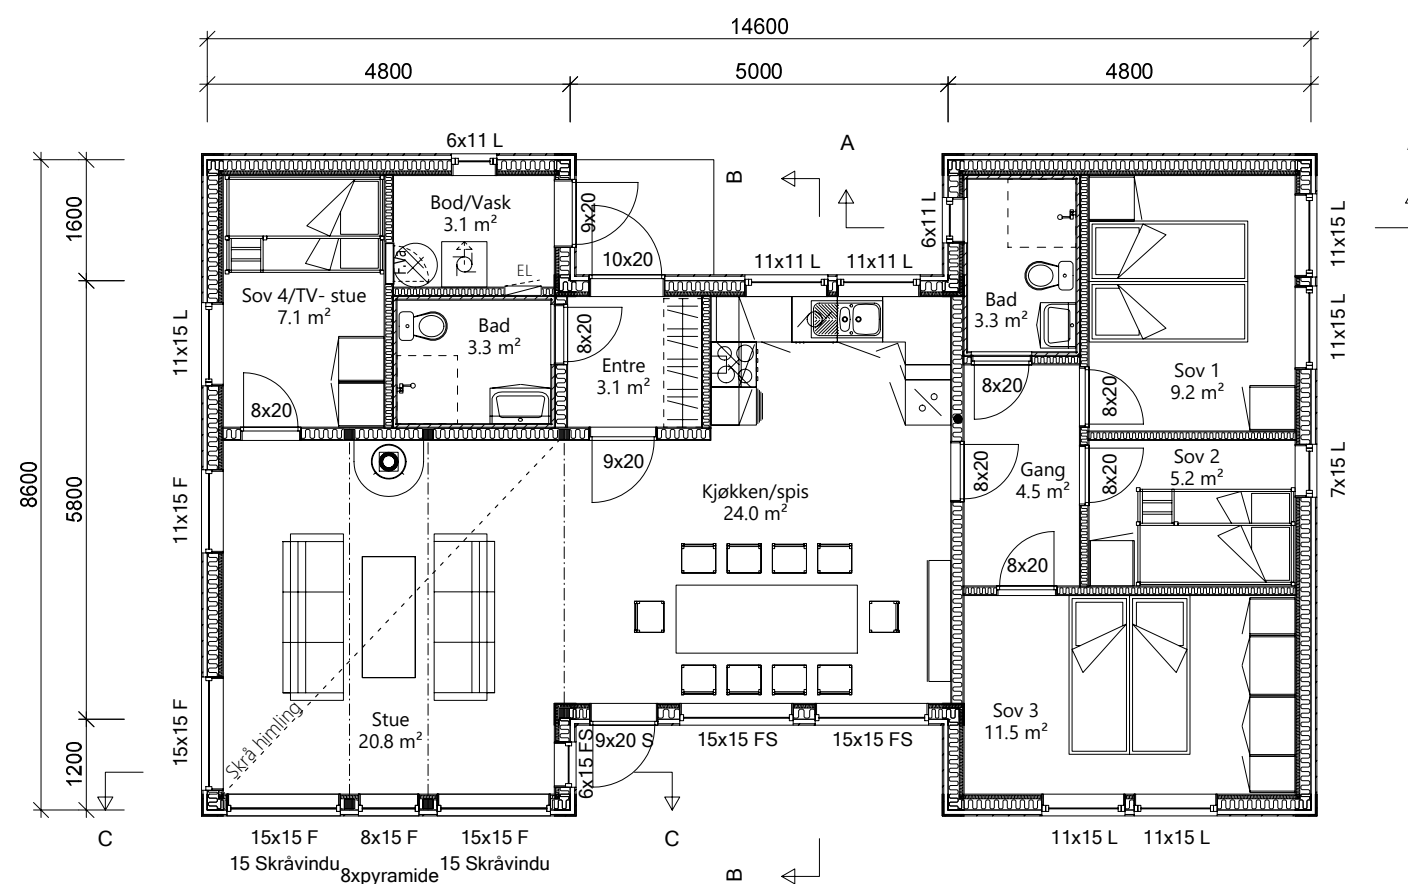 14600
4800
5000
4800
6x11 L
A
B
Bod/Vask
3.1 m²
9x20
6x11 L
11x15 L
1600
10x20
11x11 L
11x11 L
EL
Sov 4/TV- stue
7.1 m²
Bad
3.3 m²
8x20
Bad
3.3 m²
11x15 L
11x15L
Entre
3.1 m²
Sov 1
9.2 m²
8x20
8x20
8x20
8600
5800
11x15 F
9x20
Kjøkken/spis
24.0 m²
8x20
Gang
4.5 m²
8x20
Sov 2
5.2 m²
7x15 L
8x20
Stue
20.8 m²
Skrå himling
Sov 3
11.5 m²
15x15 F
1200
6x15 FS
9x20 S
15x15 FS
15x15 FS
C
15x15 F
8x15 F
15x15 F
C
11x15 L
11x15 L
15 Skråvindu
8xpyramide
15 Skråvindu
B